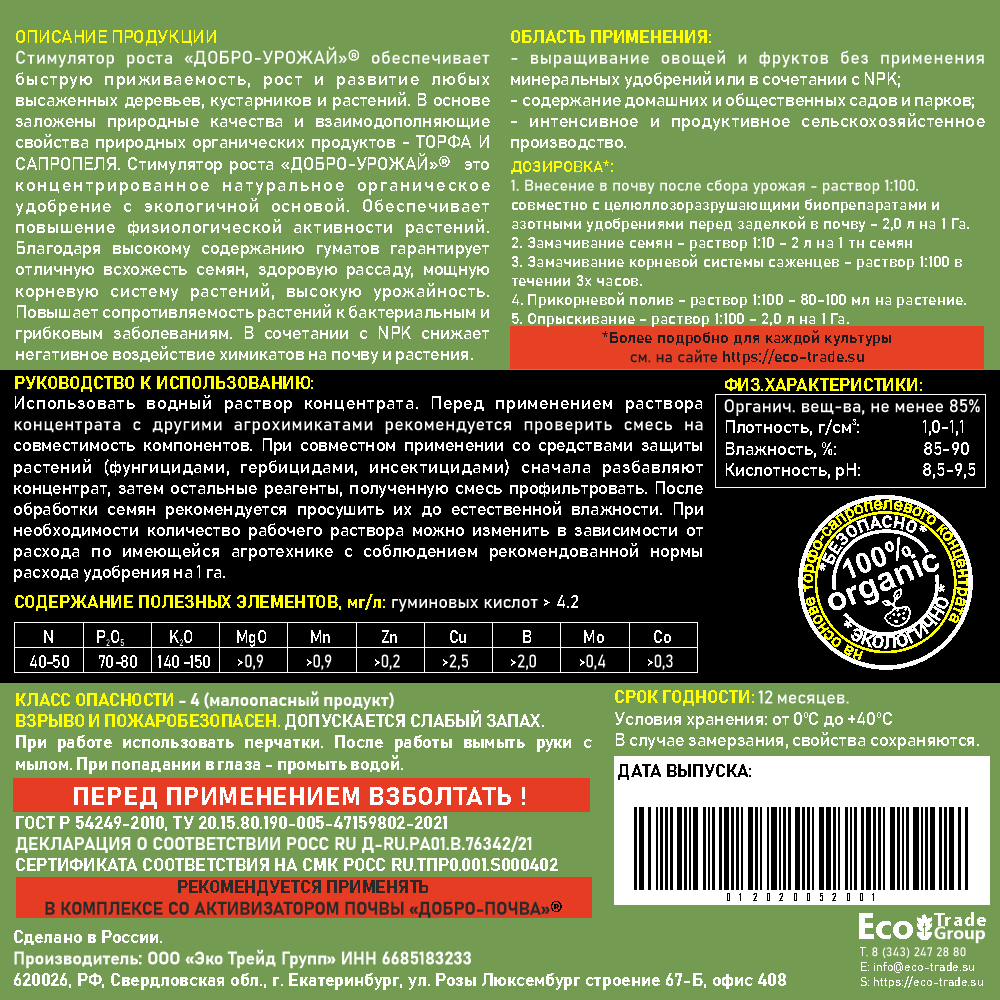 ОПИСАНИЕ ПРОДУКЦИИ
Стимулятор роста «ДОБРО-УРОЖАЙ»® обеспечивает
быструю приживаемость, рост и развитие любых
высаженных деревьев, кустарников и растений. В основе
заложены природные качества и взаимодополняющие
свойства природных органических продуктов - ТОРФА И
САПРОПЕЛЯ. Стимулятор роста «ДОБРО-УРОЖАЙ»® это
концентрированное натуральное органическое
удобрение с экологичной основой. Обеспечивает
повышение физиологической активности растений.
Благодаря высокому содержанию гуматов гарантирует
отличную всхожесть семян, здоровую рассаду, мощную
корневую систему растений, высокую урожайность.
Повышает сопротивляемость растений к бактериальным и
грибковым заболеваниям. В сочетании с NPK снижает
негативное воздействие химикатов на почву и растения.
ОБЛАСТЬ ПРИМЕНЕНИЯ:
- выращивание овощей и фруктов без применения
минеральных удобрений или в сочетании с NPK;
- содержание домашних и общественных садов и парков;
- интенсивное и продуктивное сельскохозяйстенное
производство.
ДОЗИРОВКА*:
1. Внесение в почву после сбора урожая - раствор 1:100.
совместно с целюллозоразрушающими биопрепаратами и
азотными удобрениями перед заделкой в почву - 2,0 л на 1 Га.
2. Замачивание семян - раствор 1:10 - 2 л на 1 тн семян
3. Замачивание корневой системы саженцев - раствор 1:100 в
течении 3х часов.
4. Прикорневой полив - раствор 1:100 - 80-100 мл на растение.
5. Опрыскивание - раствор 1:100 - 2,0 л на 1 Га.
*Более подробно для каждой культуры
см. на сайте https://eco-trade.su
РУКОВОДСТВО К ИСПОЛЬЗОВАНИЮ:
Использовать водный раствор концентрата. Перед применением раствора
концентрата с другими агрохимикатами рекомендуется проверить смесь на
совместимость компонентов. При совместном применении со средствами защиты
растений (фунгицидами, гербицидами, инсектицидами) сначала разбавляют
концентрат, затем остальные реагенты, полученную смесь профильтровать. После
обработки семян рекомендуется просушить их до естественной влажности. При
необходимости количество рабочего раствора можно изменить в зависимости от
расхода по имеющейся агротехнике с соблюдением рекомендованной нормы
расхода удобрения на 1 га.
ФИЗ.ХАРАКТЕРИСТИКИ:
Органич. вещ-ва, не менее 85%
Плотность, г/см³: 1,0-1,1
Влажность, %: 85-90
Кислотность, pH: 8,5-9,5
на основе торфо-сапропелевого концентрата
*БЕЗОПАСНО*
100%
organic
*ЭКОЛОГИЧНО*
СОДЕРЖАНИЕ ПОЛЕЗНЫХ ЭЛЕМЕНТОВ, мг/л: гуминовых кислот > 4.2
N P₂O₅ K₂O MgO Mn Zn Cu B Mo Co
40-50 70-80 140 -150 >0,9 >0,9 >0,2 >2,5 >2,0 >0,4 >0,3
КЛАСС ОПАСНОСТИ - 4 (малоопасный продукт)
ВЗРЫВО И ПОЖАРОБЕЗОПАСЕН. ДОПУСКАЕТСЯ СЛАБЫЙ ЗАПАХ.
При работе использовать перчатки. После работы вымыть руки с
мылом. При попадании в глаза - промыть водой.
ПЕРЕД ПРИМЕНЕНИЕМ ВЗБОЛТАТЬ !
ГОСТ Р 54249-2010, ТУ 20.15.80.190-005-47159802-2021
ДЕКЛАРАЦИЯ О СООТВЕТСТВИИ РОСС RU Д-RU.РА01.В.76342/21
СЕРТИФИКАТА СООТВЕТСТВИЯ НА СМК РОСС RU.ТПР0.001.S000402
РЕКОМЕНДУЕТСЯ ПРИМЕНЯТЬ
В КОМПЛЕКСЕ СО АКТИВИЗАТОРОМ ПОЧВЫ «ДОБРО-ПОЧВА»®
СРОК ГОДНОСТИ: 12 месяцев.
Условия хранения: от 0°С до +40°С
В случае замерзания, свойства сохраняются.
ДАТА ВЫПУСКА:
012020052001
Сделано в России.
Производитель: ООО «Эко Трейд Групп» ИНН 6685183233
620026, РФ, Свердловская обл., г. Екатеринбург, ул. Розы Люксембург строение 67-Б, офис 408
Eco Trade Group
T. 8 (343) 247 28 80
E: info@eco-trade.su
S: https://eco-trade.su